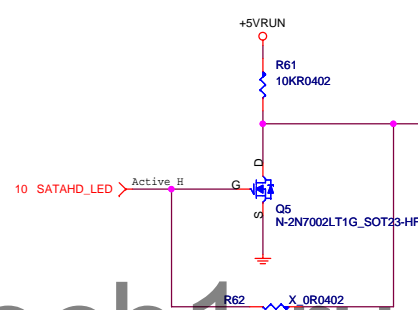 +5VRUN
R61
10KR0402
D
10 SATAHD_LED
Active_H
G
S
Q5
N-2N7002LT1G_SOT23-HF
R62
X_0R0402